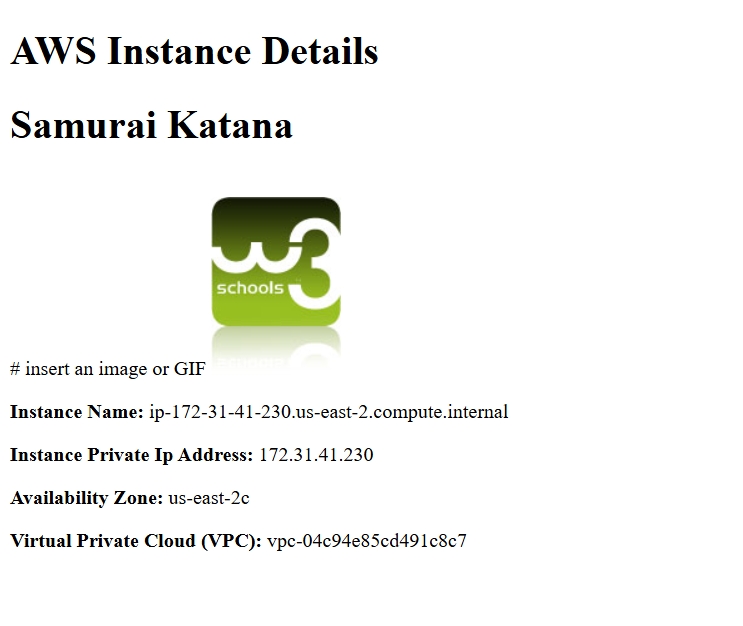 AWS Instance Details
Samurai Katana
w3
schools
# insert an image or GIF
Instance Name: ip-172-31-41-230.us-east-2.compute.internal
Instance Private Ip Address: 172.31.41.230
Availability Zone: us-east-2c
Virtual Private Cloud (VPC): vpc-04c94e85cd491c8c7